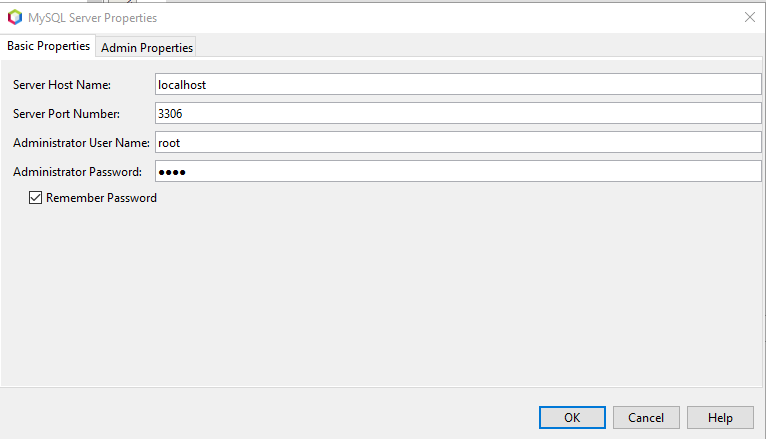 MySQL Server Properties
Basic Properties Admin Properties
Server Host Name: localhost
Server Port Number: 3306
Administrator User Name: root
Administrator Password: ●●●●
Remember Password
OK Cancel Help